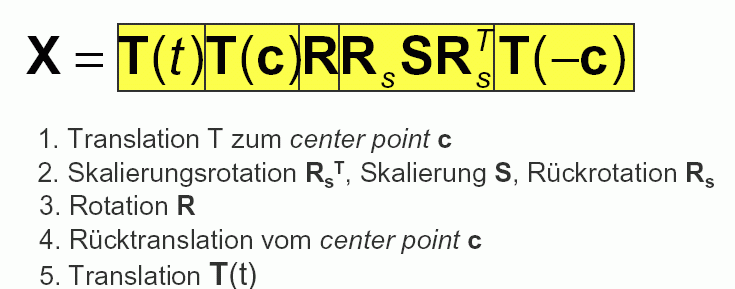 X = T(t)T(c)RR_sSR_s^T T(–c)
1. Translation T zum center point c
2. Skalierungsrotation R_s^T, Skalierung S, Rückrotation R_s
3. Rotation R
4. Rücktranslation vom center point c
5. Translation T(t)